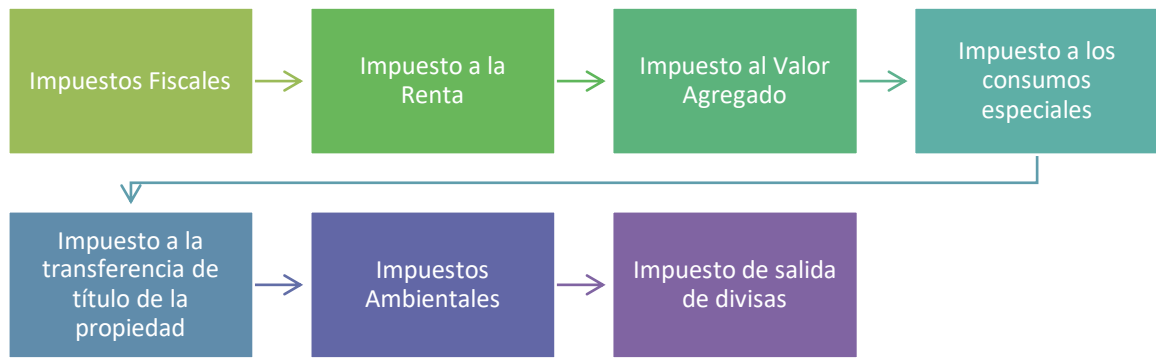 Impuestos Fiscales
Impuesto a la
Renta
Impuesto al Valor
Agregado
Impuesto a los
consumos
especiales
Impuesto a la
transferencia de
título de la
propiedad
Impuestos
Ambientales
Impuesto de salida
de divisas